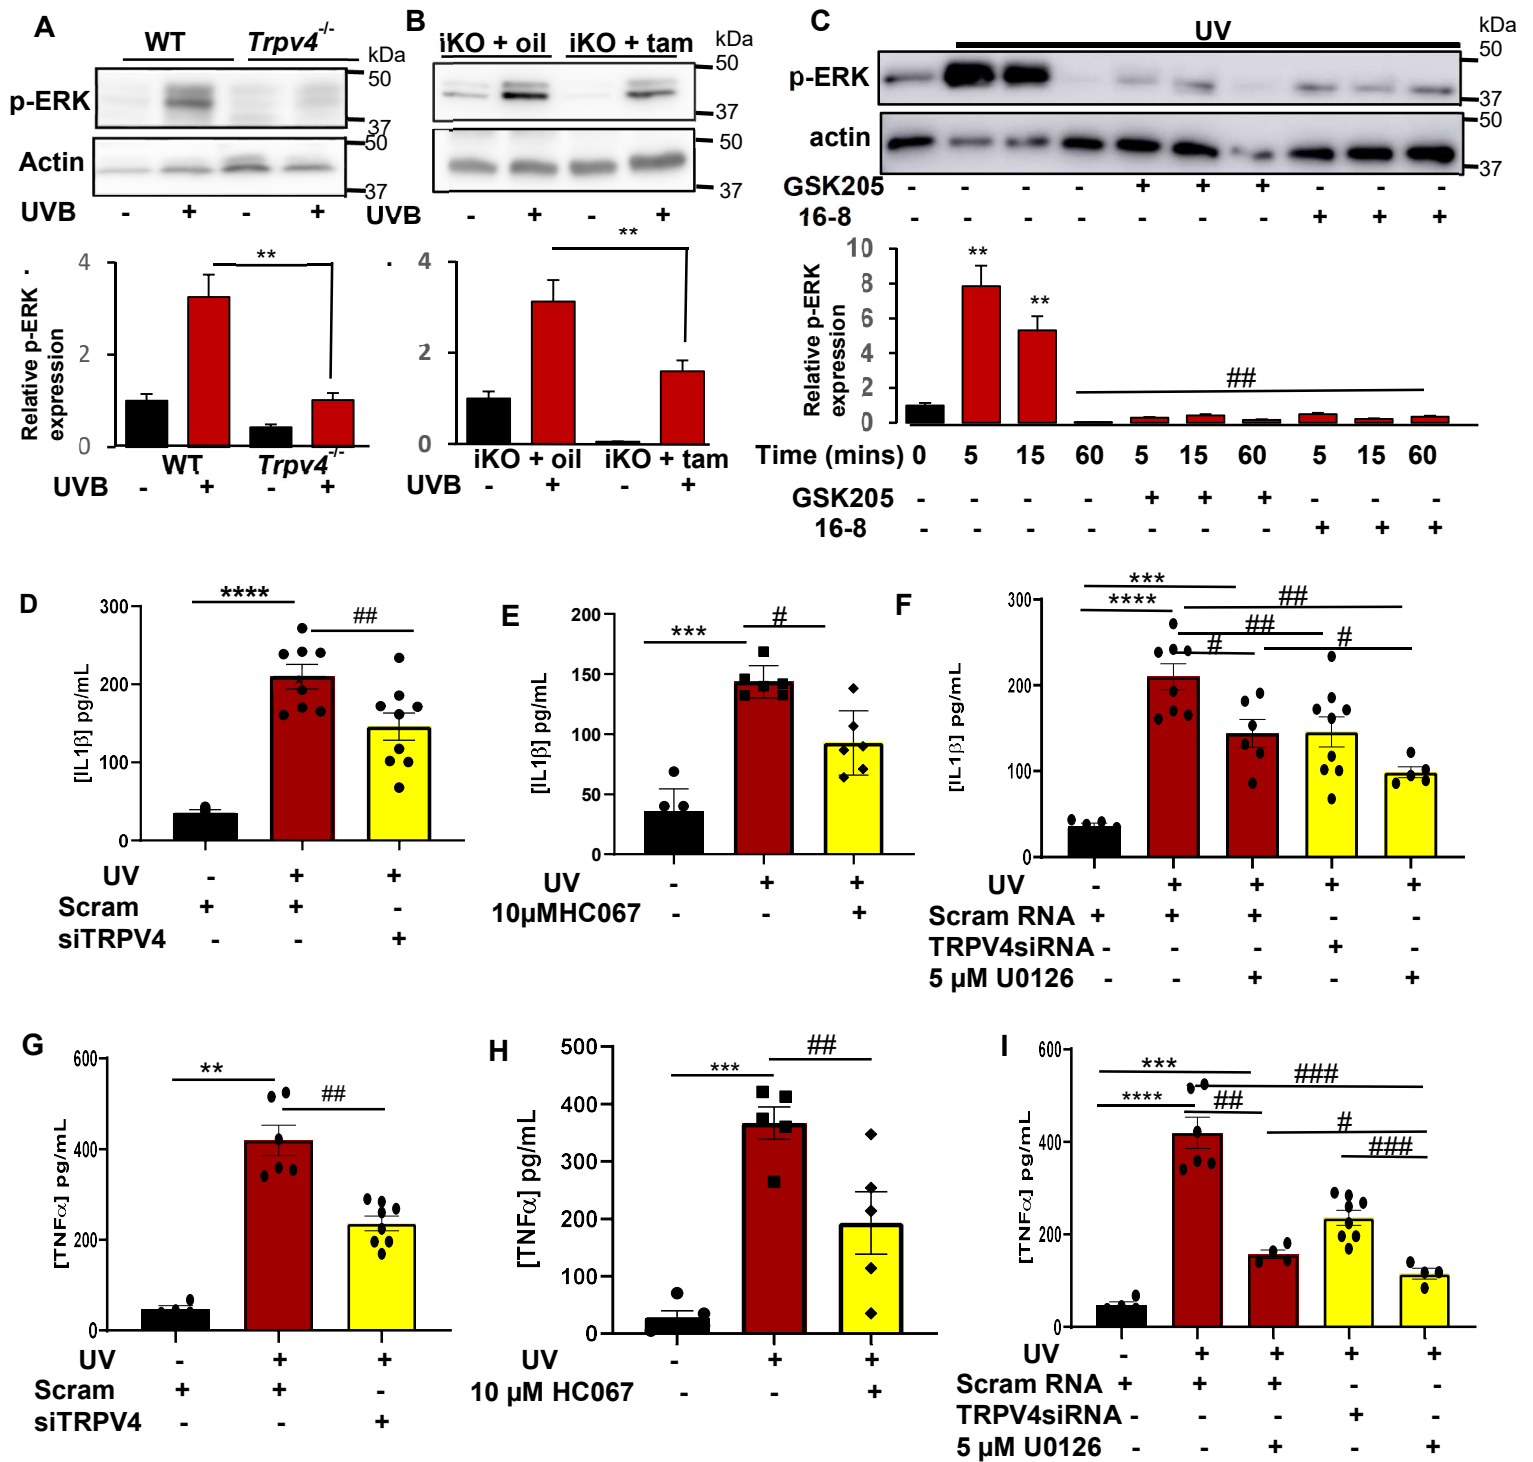 A
WT Trpv4-/-
kDa
50
p-ERK
37
50
Actin
37
UVB - + - +
4
2
0
Relative p-ERK expression
**
WT Trpv4-/-
UVB - + - +
B
iKO + oil iKO + tam
kDa
50
37
50
37
UVB - + - +
4
2
0
**
iKO + oil iKO + tam
UVB - + - +
C
UV
kDa
50
p-ERK
37
50
actin
37
GSK205 - - - - + + + - - -
16-8 - - - - - - - + + +
10
8
6
4
2
0
Relative p-ERK expression
**
**
##
Time (mins) 0 5 15 60 5 15 60 5 15 60
GSK205 - - - - + + + - - -
16-8 - - - - - - - + + +
D
[IL1β] pg/mL
300
200
100
0
****
##
UV - + +
Scram + + -
siTRPV4 - - +
E
[IL1β] pg/mL
200
150
100
50
0
***
#
UV - + +
10μMHC067 - - +
F
[IL1β] pg/mL
300
200
100
0
***
****
##
##
#
#
UV - + + + +
Scram RNA + + + - -
TRPV4siRNA - - - + -
5 μM U0126 - - + - +
G
[TNFα] pg/mL
600
400
200
0
**
##
UV - + +
Scram + + -
siTRPV4 - - +
H
[TNFα] pg/mL
500
400
300
200
100
0
***
##
UV - + +
10 μM HC067 - - +
I
[TNFα] pg/mL
600
400
200
0
***
****
###
##
#
###
UV - + + + +
Scram RNA + + + - -
TRPV4siRNA - - - + -
5 μM U0126 - - + - +